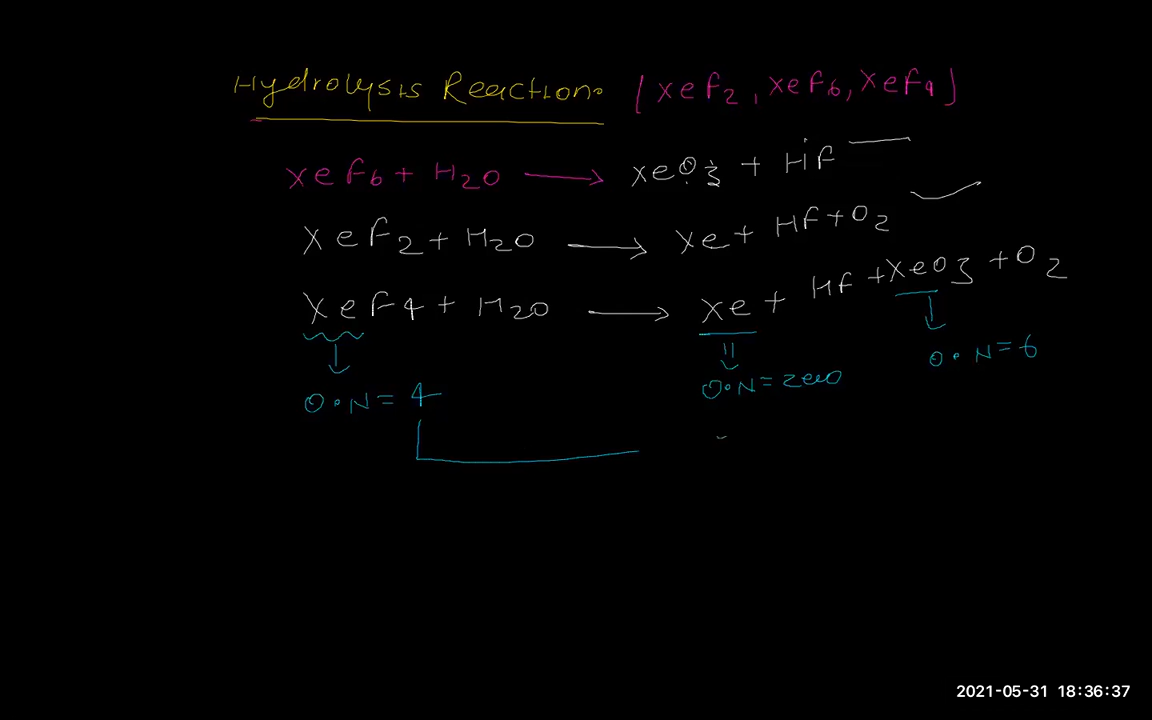 Hydrolysis Reaction. (XeF2, XeF6, XeF4)
XeF6 + H2O → XeO3 + HF
XeF2 + H2O → Xe + HF + O2
XeF4 + H2O → Xe + HF + XeO3 + O2
O.N = 6
O.N = 4 O.N = zero
2021-05-31 18:36:37